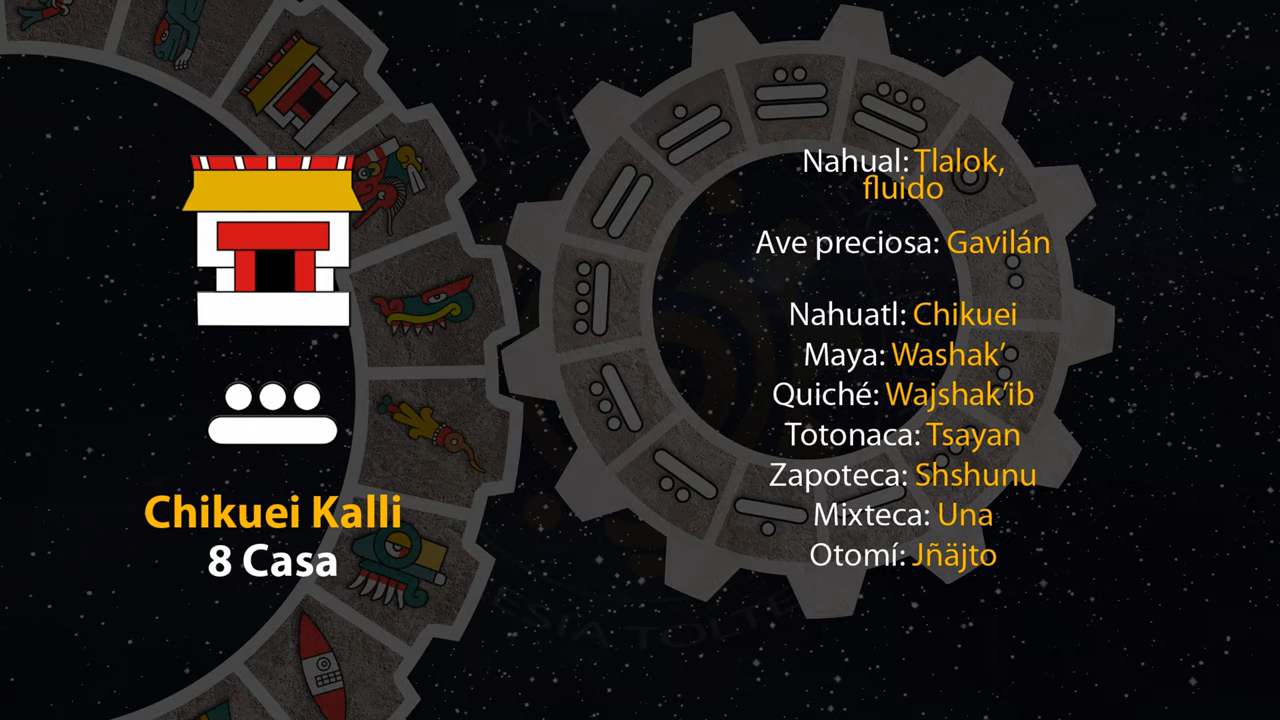 Nahual: Tlalok,
fluido
Ave preciosa: Gavilán
Nahuatl: Chikuei
Maya: Washak’
Quiché: Wajshak’ib
Totonaca: Tsayan
Zapoteca: Shshunu
Mixteca: Una
Otomí: Jñäjto
Chikuei Kalli
8 Casa